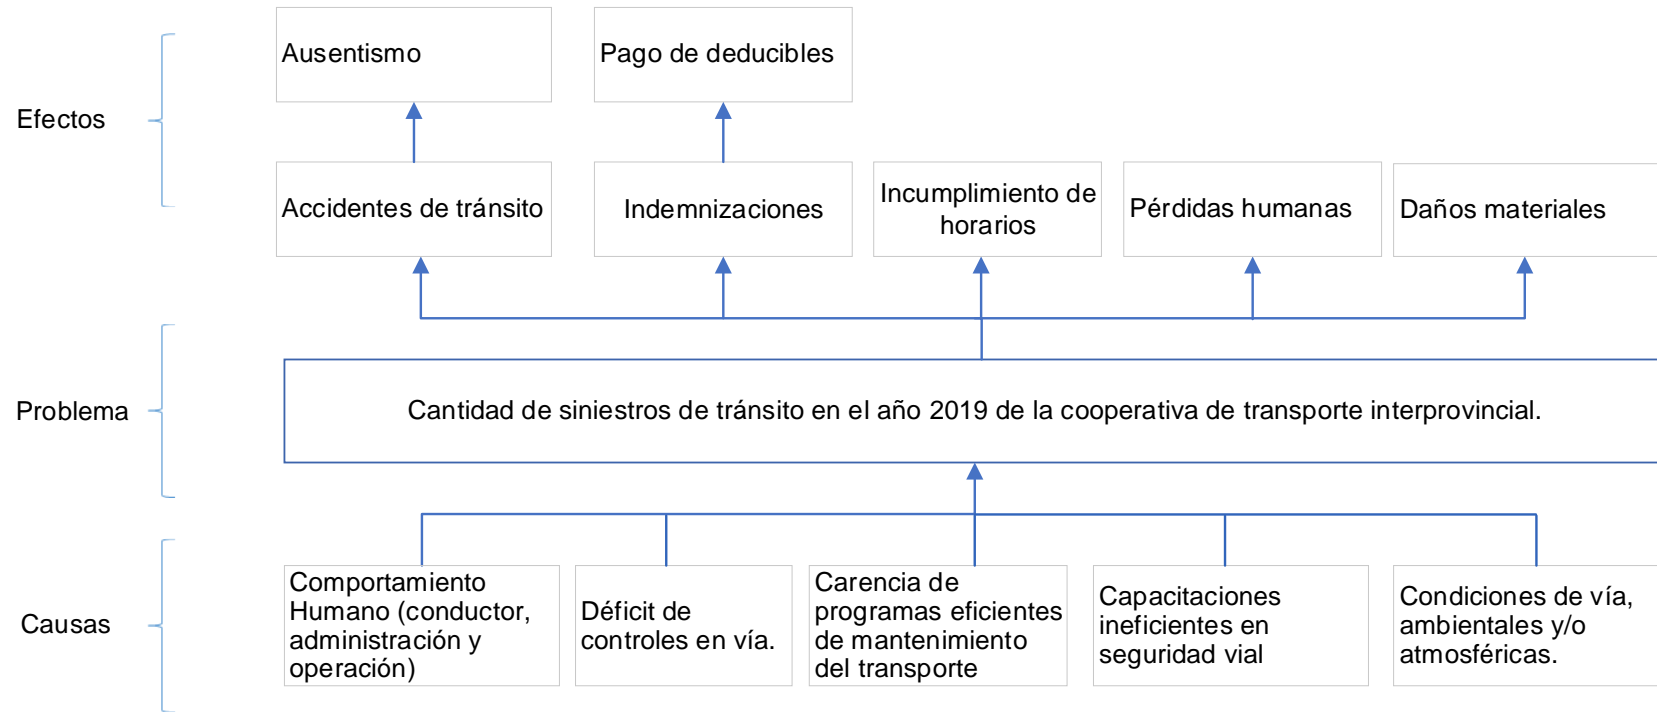 Efectos
Ausentismo
Pago de deducibles
Accidentes de tránsito
Indemnizaciones
Incumplimiento de
horarios
Pérdidas humanas
Daños materiales
Problema
Cantidad de siniestros de tránsito en el año 2019 de la cooperativa de transporte interprovincial.
Causas
Comportamiento
Humano (conductor,
administración y
operación)
Déficit de
controles en vía.
Carencia de
programas eficientes
de mantenimiento
del transporte
Capacitaciones
ineficientes en
seguridad vial
Condiciones de vía,
ambientales y/o
atmosféricas.